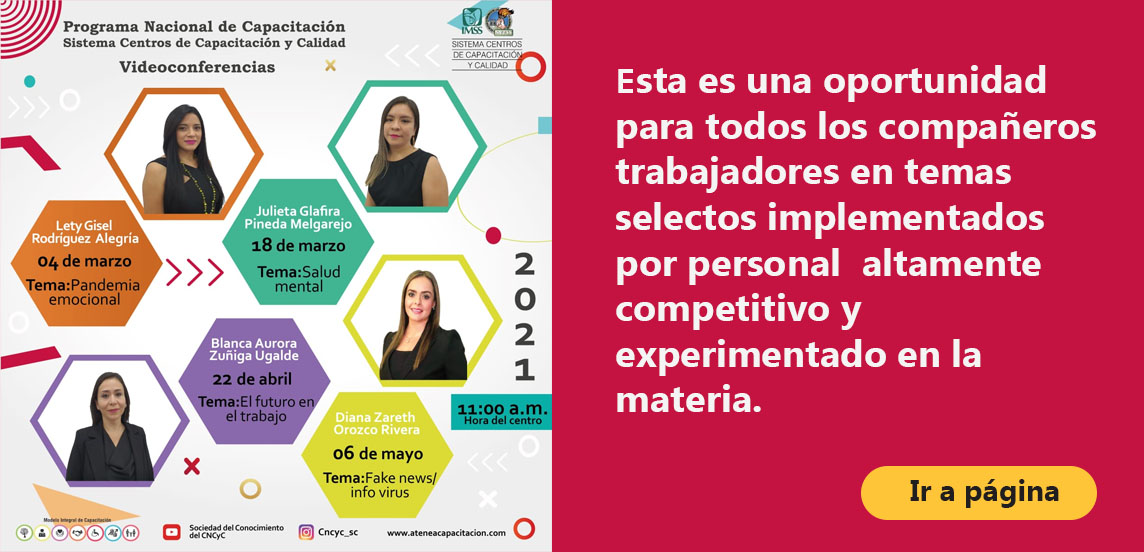 Programa Nacional de Capacitación
Sistema Centros de Capacitación y Calidad
Videoconferencias
IMSS
SISTEMA CENTROS
DE CAPACITACIÓN
Y CALIDAD
Lety Gisel
Rodríguez Alegría
04 de marzo
Tema:Pandemia
emocional
Julieta Glafira
Pineda Melgarejo
18 de marzo
Tema:Salud
mental
Blanca Aurora
Zuñiga Ugalde
22 de abril
Tema:El futuro en
el trabajo
Diana Zareth
Orozco Rivera
06 de mayo
Tema:Fake news/
info virus
2021
11:00 a.m.
Hora del centro
Modelo Integral de Capacitación
Sociedad del Conocimiento
del CNCyC
Cncyc_sc
www.ateneacapacitacion.com
Esta es una oportunidad
para todos los compañeros
trabajadores en temas
selectos implementados
por personal  altamente
competitivo y
experimentado en la
materia.
Ir a página